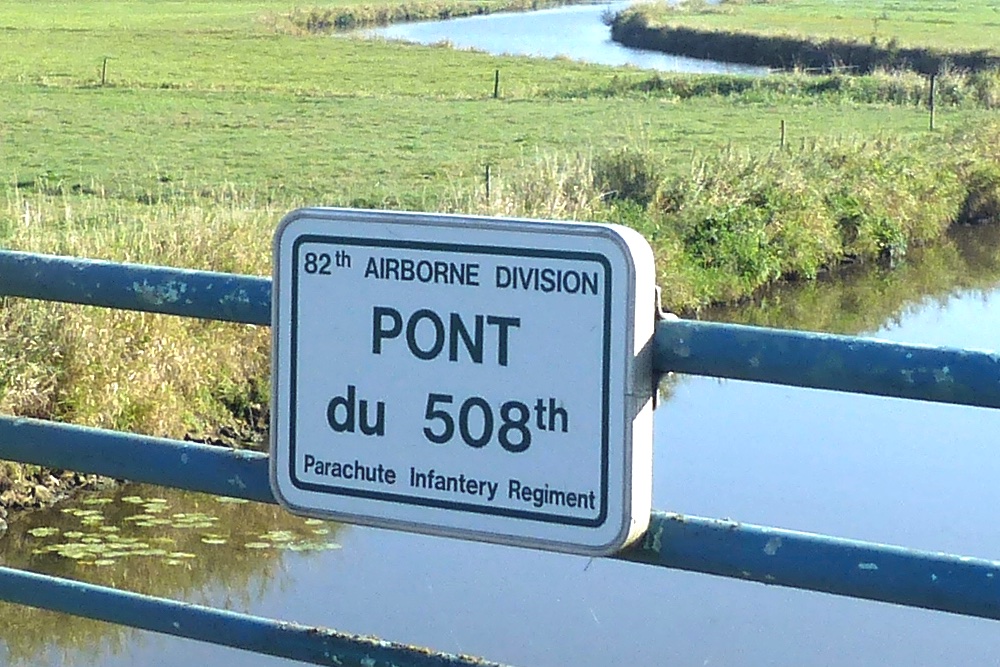 82th AIRBORNE DIVISION
PONT
du 508th
Parachute Infantery Regiment